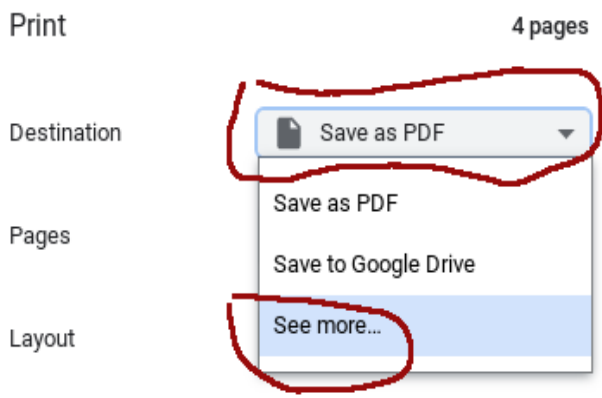 Print 4 pages
Destination Save as PDF
Save as PDF
Pages
Save to Google Drive
See more...
Layout